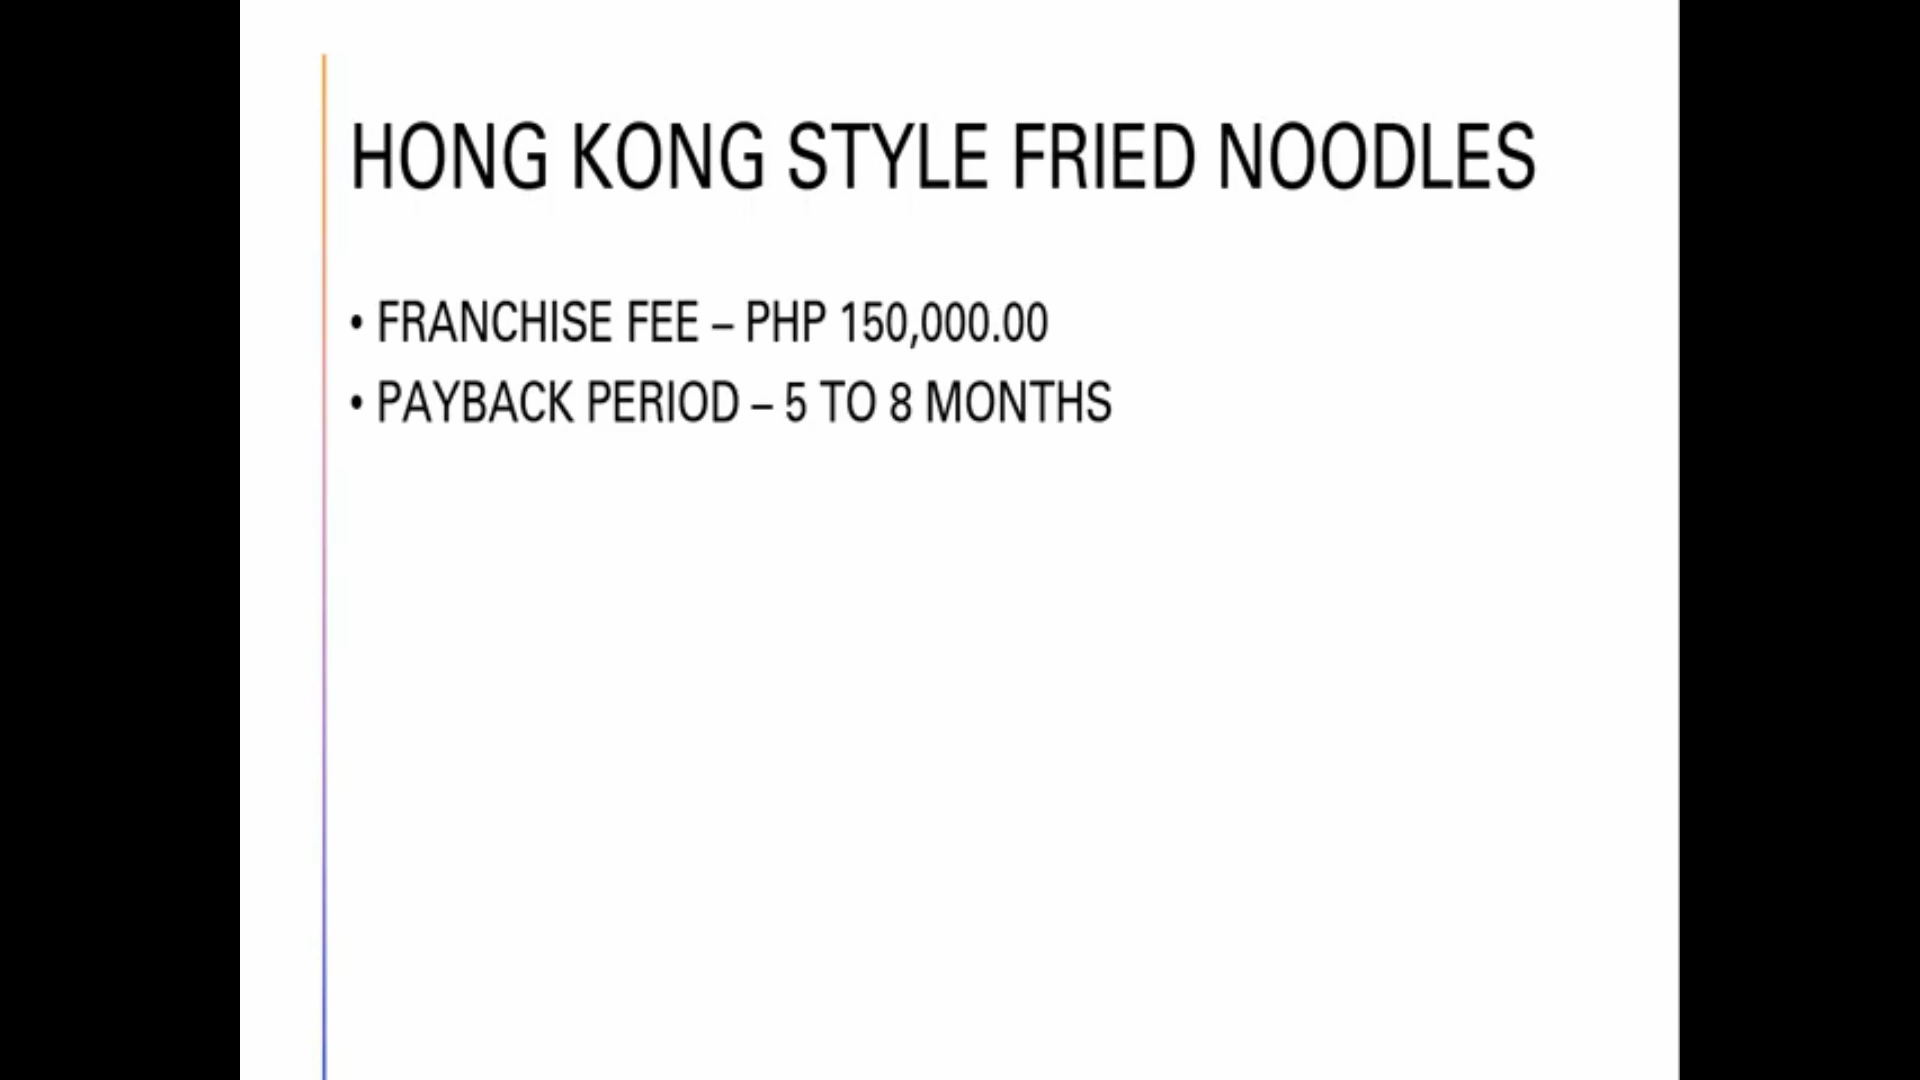 HONG KONG STYLE FRIED NOODLES
• FRANCHISE FEE – PHP 150,000.00
• PAYBACK PERIOD – 5 TO 8 MONTHS